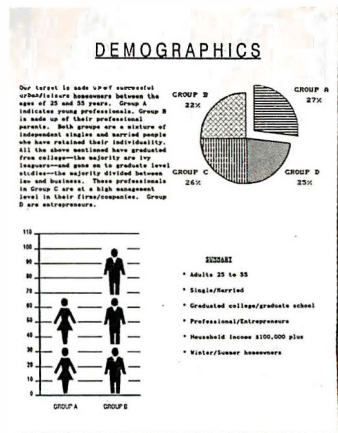 DEMOGRAPHICS
Our target is made up of successful
urban/leisure homeowners between the
ages of 25 and 55 years. Group A
indicates young professionals. Group B
is made up of their professional
parents. Both groups are a mixture of
independent singles and married people
who have retained their individuality.
All the above mentioned have graduated
from college--the majority are ivy
leaguers--and gone on to graduate level
studies--the majority divided between
law and business. These professionals
in Group C are at a high management
level in their firms/companies. Group
D are entrepreneurs.
GROUP B
22%
GROUP A
27%
GROUP C
26%
GROUP D
25%
110
100
90
80
70
60
50
40
30
20
10
0
GROUP A
GROUP B
SUMMARY
* Adults 25 to 55
* Single/Married
* Graduated college/graduate school
* Professional/Entrepreneurs
* Household Income $100,000 plus
* Winter/Summer homeowners